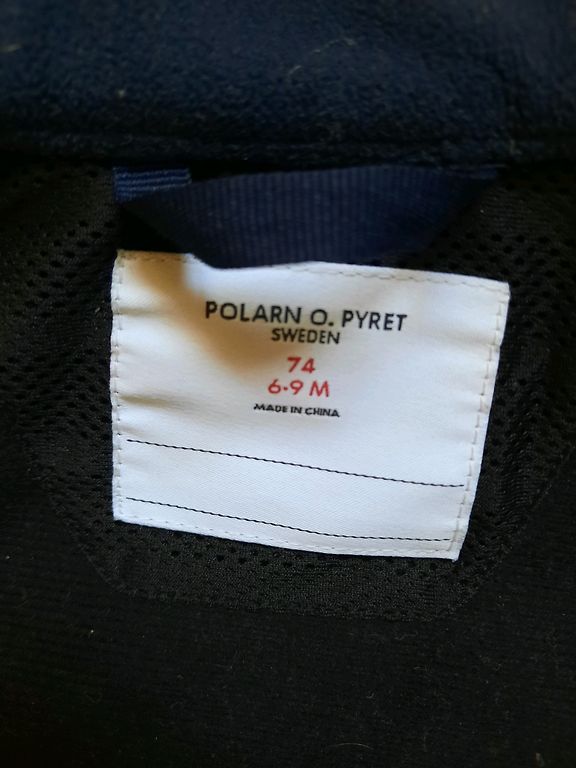 POLARN O. PYRET
SWEDEN
74
6-9 M
MADE IN CHINA